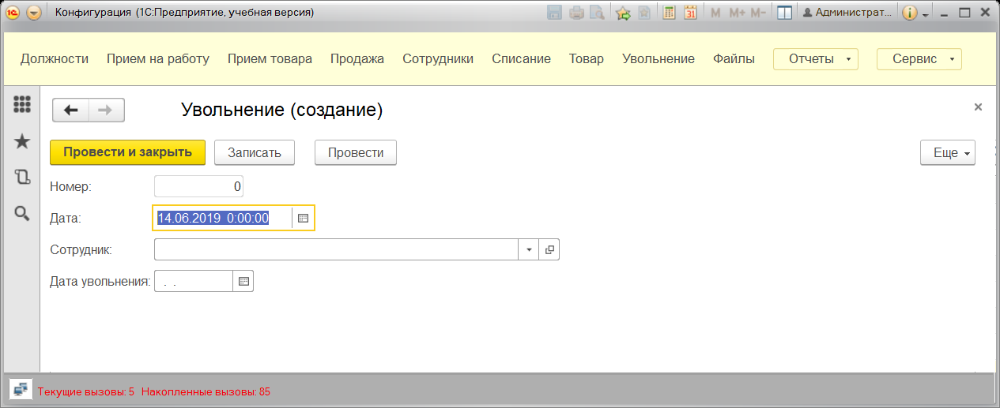 Конфигурация (1С:Предприятие, учебная версия) 31 M M+ M- Администрат... i
Должности Прием на работу Прием товара Продажа Сотрудники Списание Товар Увольнение Файлы Отчеты Сервис
Увольнение (создание)
Провести и закрыть Записать Провести Еще
Номер: 0
Дата: 14.06.2019 0:00:00
Сотрудник:
Дата увольнения: . .
Текущие вызовы: 5 Накопленные вызовы: 85